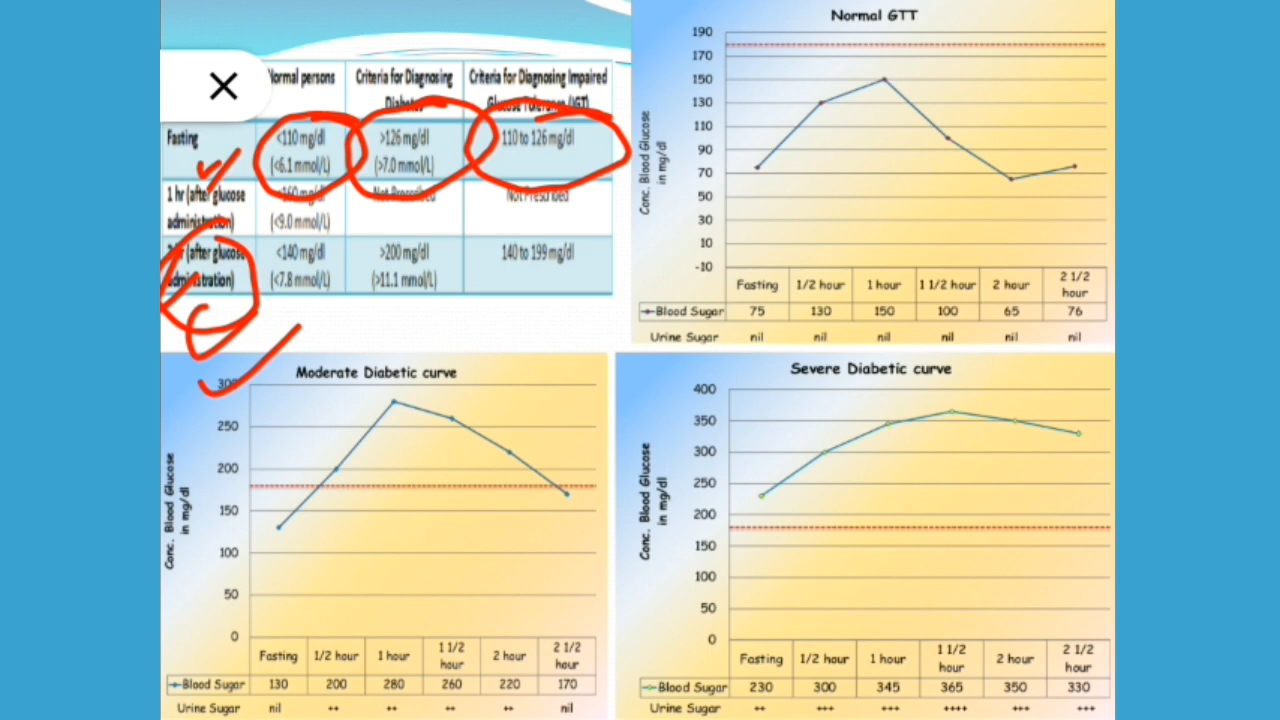 Normal persons
Criteria for Diagnosing
Diabetes
Criteria for Diagnosing Impaired
Glucose Tolerance (IGT)
Fasting
<110 mg/dl
(<6.1 mmol/L)
>126 mg/dl
(>7.0 mmol/L)
110 to 126 mg/dl
1 hr (after glucose
administration)
<160 mg/dl
(<9.0 mmol/L)
Not Prescribed
Not Prescribed
hr (after glucose
administration)
<140 mg/dl
(<7.8 mmol/L)
>200 mg/dl
(>11.1 mmol/L)
140 to 199 mg/dl
Normal GTT
Conc. Blood Glucose
in mg/dl
190
170
150
130
110
90
70
50
30
10
-10
Fasting 1/2 hour 1 hour 1 1/2 hour 2 hour 2 1/2 hour
Blood Sugar 75 130 150 100 65 76
Urine Sugar nil nil nil nil nil nil
Moderate Diabetic curve
Conc. Blood Glucose
in mg/dl
300
250
200
150
100
50
0
Fasting 1/2 hour 1 hour 1 1/2 hour 2 hour 2 1/2 hour
Blood Sugar 130 200 280 260 220 170
Urine Sugar nil ++ ++ ++ ++ nil
Severe Diabetic curve
Conc. Blood Glucose
in mg/dl
400
350
300
250
200
150
100
50
0
Fasting 1/2 hour 1 hour 1 1/2 hour 2 hour 2 1/2 hour
Blood Sugar 230 300 345 365 350 330
Urine Sugar ++ +++ +++ ++++ +++ +++